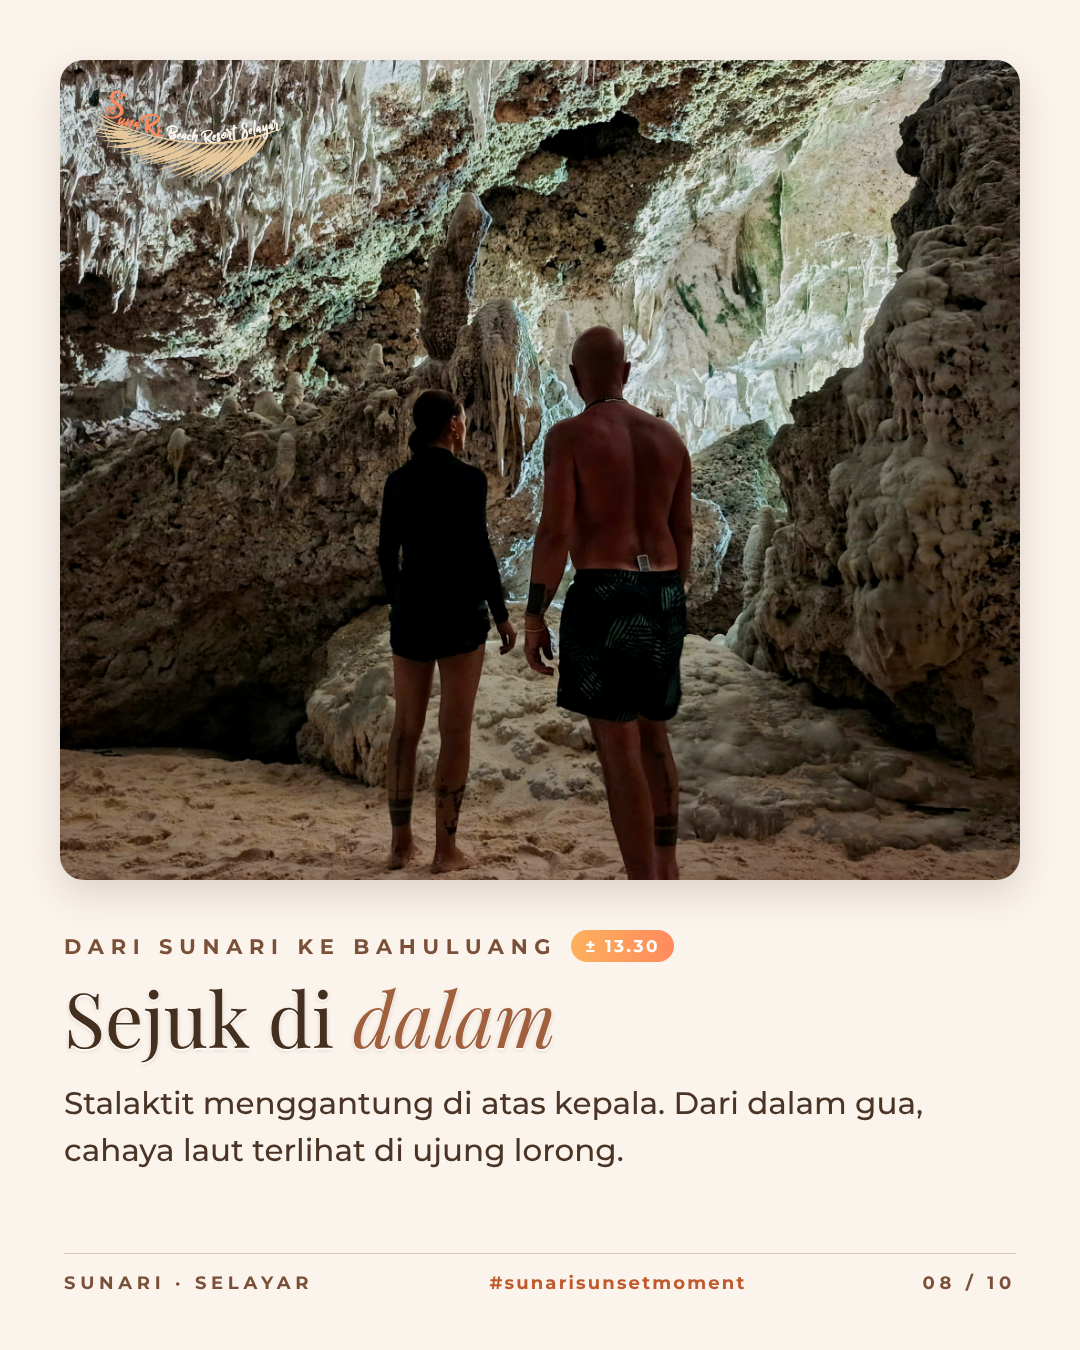 SunaRi Beach Resort Selayar
DARI SUNARI KE BAHULUANG ± 13.30
Sejuk di dalam
Stalaktit menggantung di atas kepala. Dari dalam gua,
cahaya laut terlihat di ujung lorong.
SUNARI · SELAYAR #sunarisunsetmoment 08 / 10